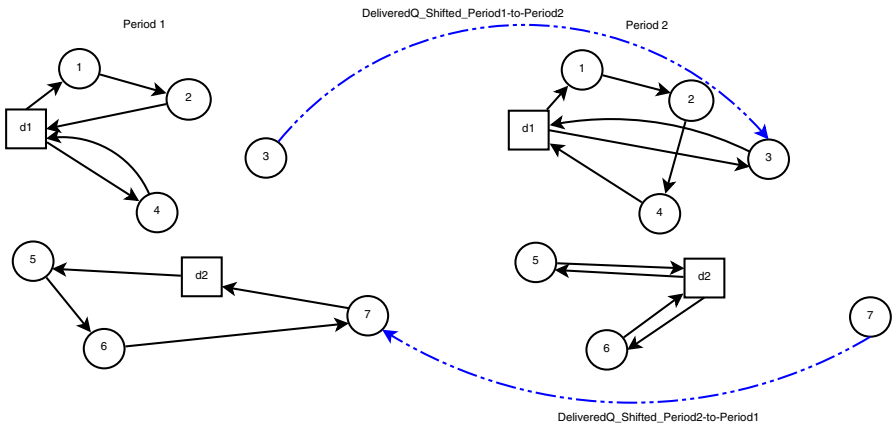 DeliveredQ_Shifted_Period1-to-Period2
Period 1
Period 2
1
2
d1
3
4
1
2
d1
3
4
5
d2
7
6
5
d2
7
6
DeliveredQ_Shifted_Period2-to-Period1